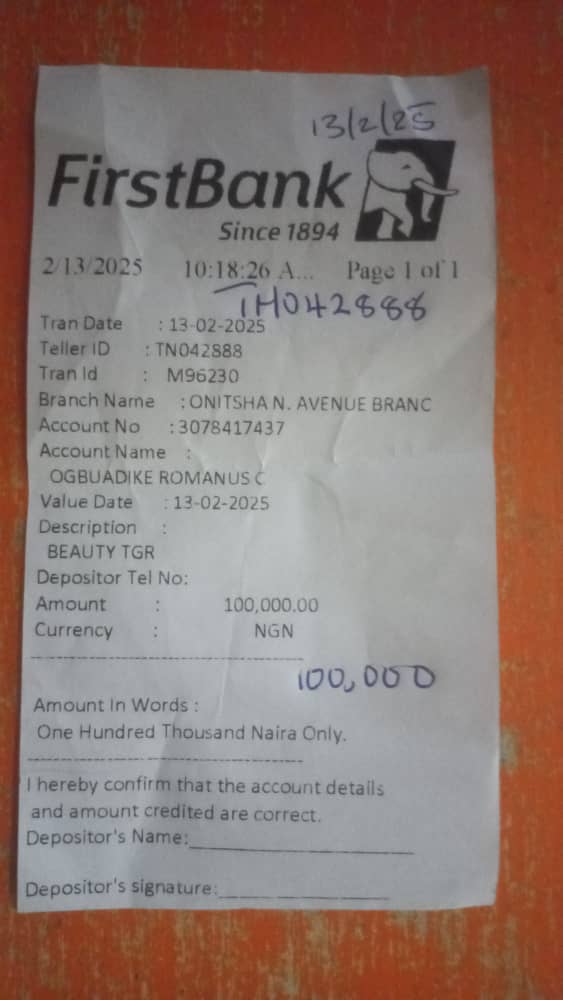 13/2/25
FirstBank
Since 1894
2/13/2025 10:18:26 A... Page 1 of 1
TH042888
Tran Date : 13-02-2025
Teller ID : TN042888
Tran Id : M96230
Branch Name : ONITSHA N. AVENUE BRANC
Account No : 3078417437
Account Name :
OGBUADIKE ROMANUS C
Value Date : 13-02-2025
Description :
BEAUTY TGR
Depositor Tel No:
Amount : 100,000.00
Currency : NGN
100,000
Amount In Words :
One Hundred Thousand Naira Only.
I hereby confirm that the account details
and amount credited are correct.
Depositor's Name:
Depositor's signature: